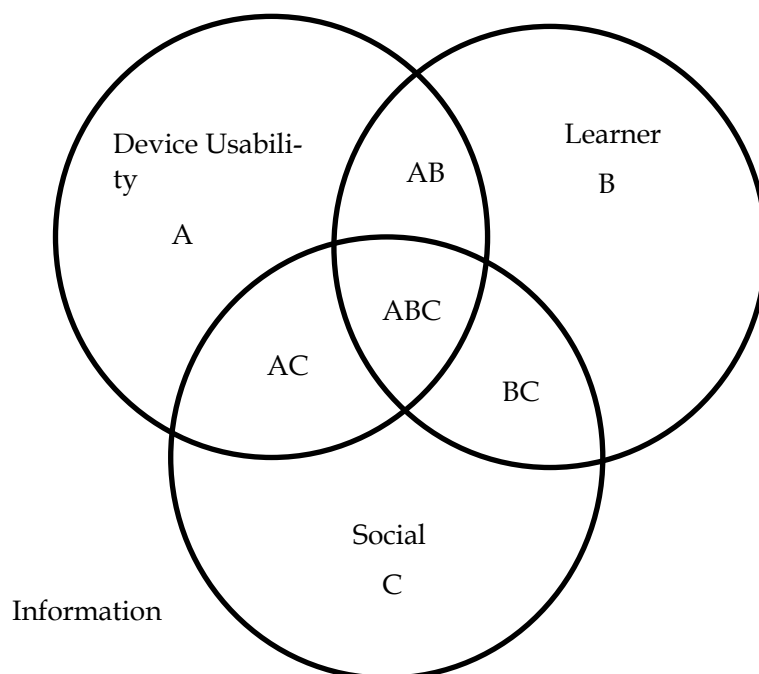 Device Usabili-
ty
A
Learner
B
AB
ABC
AC
BC
Social
C
Information